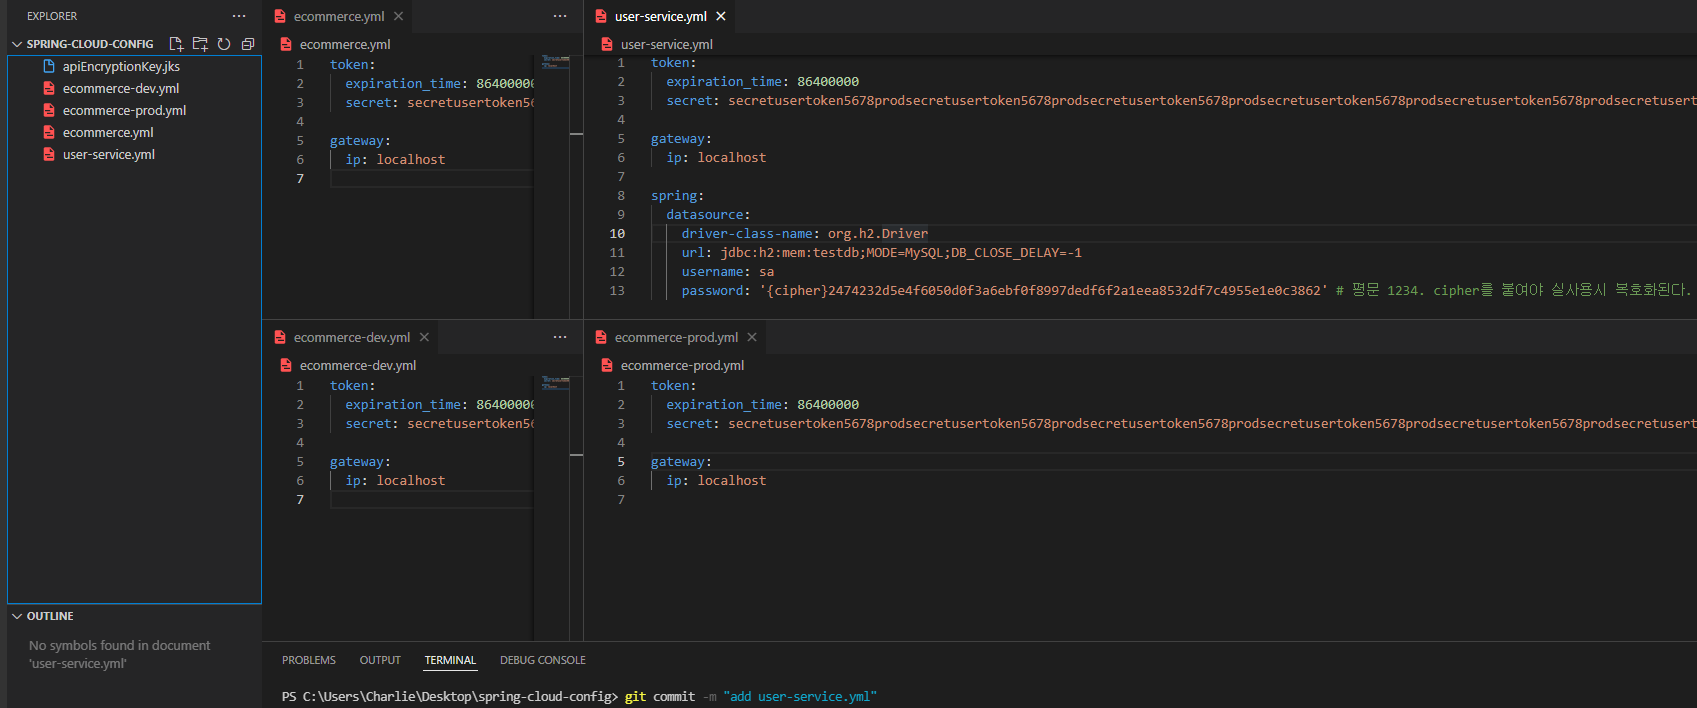 EXPLORER
SPRING-CLOUD-CONFIG
apiEncryptionKey.jks
ecommerce-dev.yml
ecommerce-prod.yml
ecommerce.yml
user-service.yml
OUTLINE
No symbols found in document
'user-service.yml'
ecommerce.yml
ecommerce.yml
1 token:
2 expiration_time: 86400000
3 secret: secretusertoken56
4
5 gateway:
6 ip: localhost
7
user-service.yml
user-service.yml
1 token:
2 expiration_time: 86400000
3 secret: secretusertoken5678prodsecretusertoken5678prodsecretusertoken5678prodsecretusertoken5678prodsecretusertoken5678prodsecretusert
4
5 gateway:
6 ip: localhost
7
8 spring:
9 datasource:
10 driver-class-name: org.h2.Driver
11 url: jdbc:h2:mem:testdb;MODE=MySQL;DB_CLOSE_DELAY=-1
12 username: sa
13 password: '{cipher}2474232d5e4f6050d0f3a6ebf0f8997dedf6f2a1eea8532df7c4955e1e0c3862' # 평문 1234. cipher를 붙여야 실사용시 복호화된다.
ecommerce-dev.yml
ecommerce-dev.yml
1 token:
2 expiration_time: 86400000
3 secret: secretusertoken56
4
5 gateway:
6 ip: localhost
7
ecommerce-prod.yml
ecommerce-prod.yml
1 token:
2 expiration_time: 86400000
3 secret: secretusertoken5678prodsecretusertoken5678prodsecretusertoken5678prodsecretusertoken5678prodsecretusertoken5678prodsecretusert
4
5 gateway:
6 ip: localhost
7
PROBLEMS OUTPUT TERMINAL DEBUG CONSOLE
PS C:\Users\Charlie\Desktop\spring-cloud-config> git commit -m "add user-service.yml"